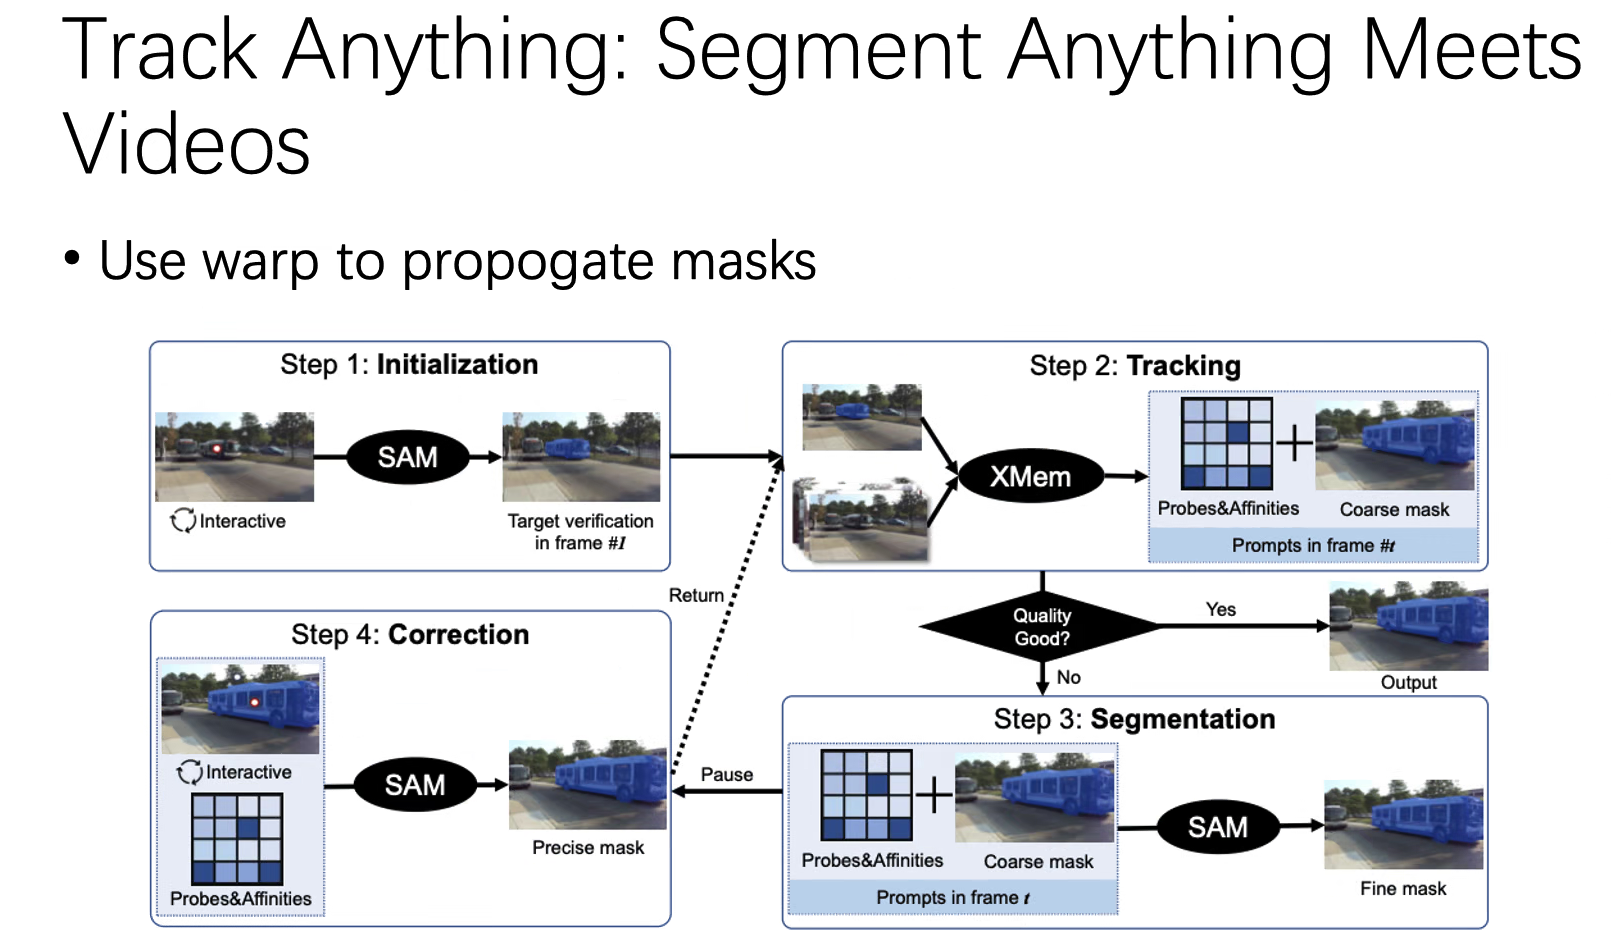 Track Anything: Segment Anything Meets
Videos
• Use warp to propogate masks
Step 1: Initialization
SAM
Interactive
Target verification
in frame #1
Step 2: Tracking
XMem
Probes&Affinities
Coarse mask
Prompts in frame #t
Quality
Good?
Yes
Output
No
Step 3: Segmentation
Probes&Affinities
Coarse mask
Prompts in frame t
SAM
Fine mask
Pause
Return
Step 4: Correction
Interactive
Probes&Affinities
SAM
Precise mask